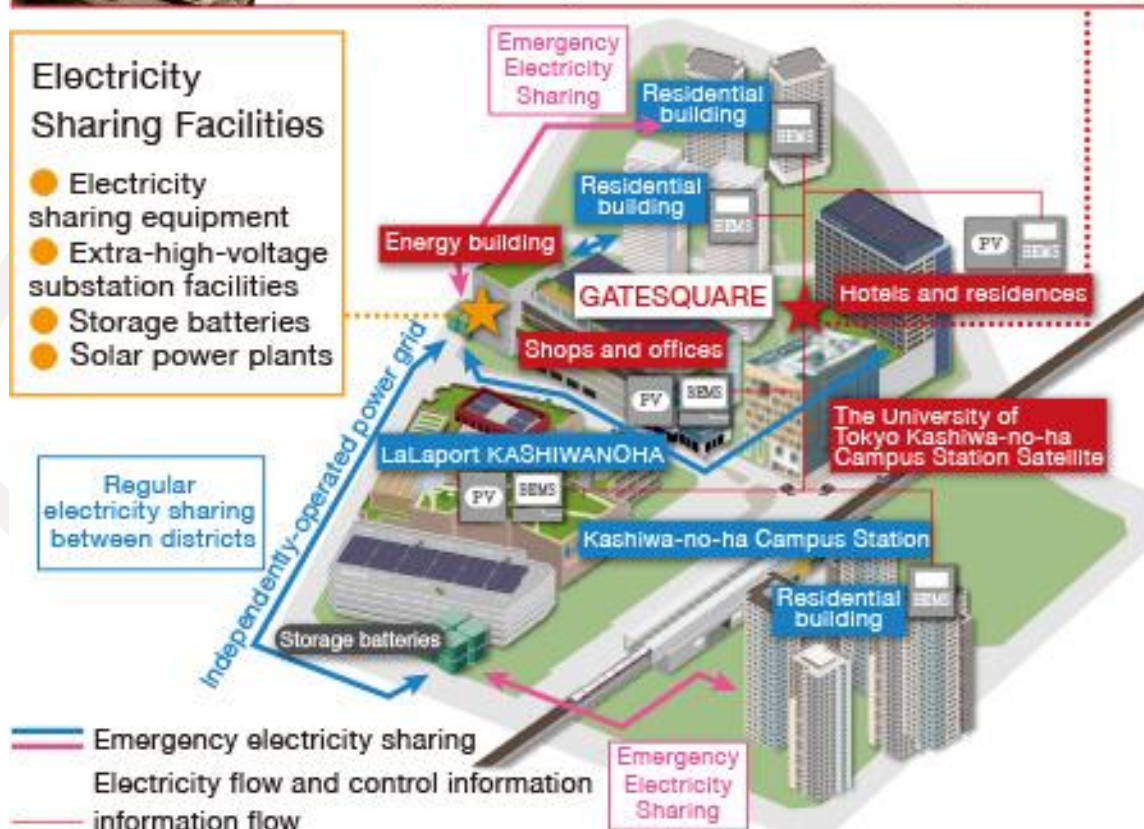 Electricity
Sharing Facilities
Electricity
sharing equipment
Extra-high-voltage
substation facilities
Storage batteries
Solar power plants
Emergency
Electricity
Sharing
Residential
building
BEMS
Residential
building
BEMS
PV
BEMS
Energy building
GATESQUARE
Hotels and residences
Shops and offices
PV
BEMS
The University of
Tokyo Kashiwa-no-ha
Campus Station Satellite
LaLaport KASHIWANOHA
PV
BEMS
Regular
electricity sharing
between districts
Independently-operated power grid
Kashiwa-no-ha Campus Station
Residential
building
BEMS
Storage batteries
Emergency electricity sharing
Electricity flow and control information
information flow
Emergency
Electricity
Sharing